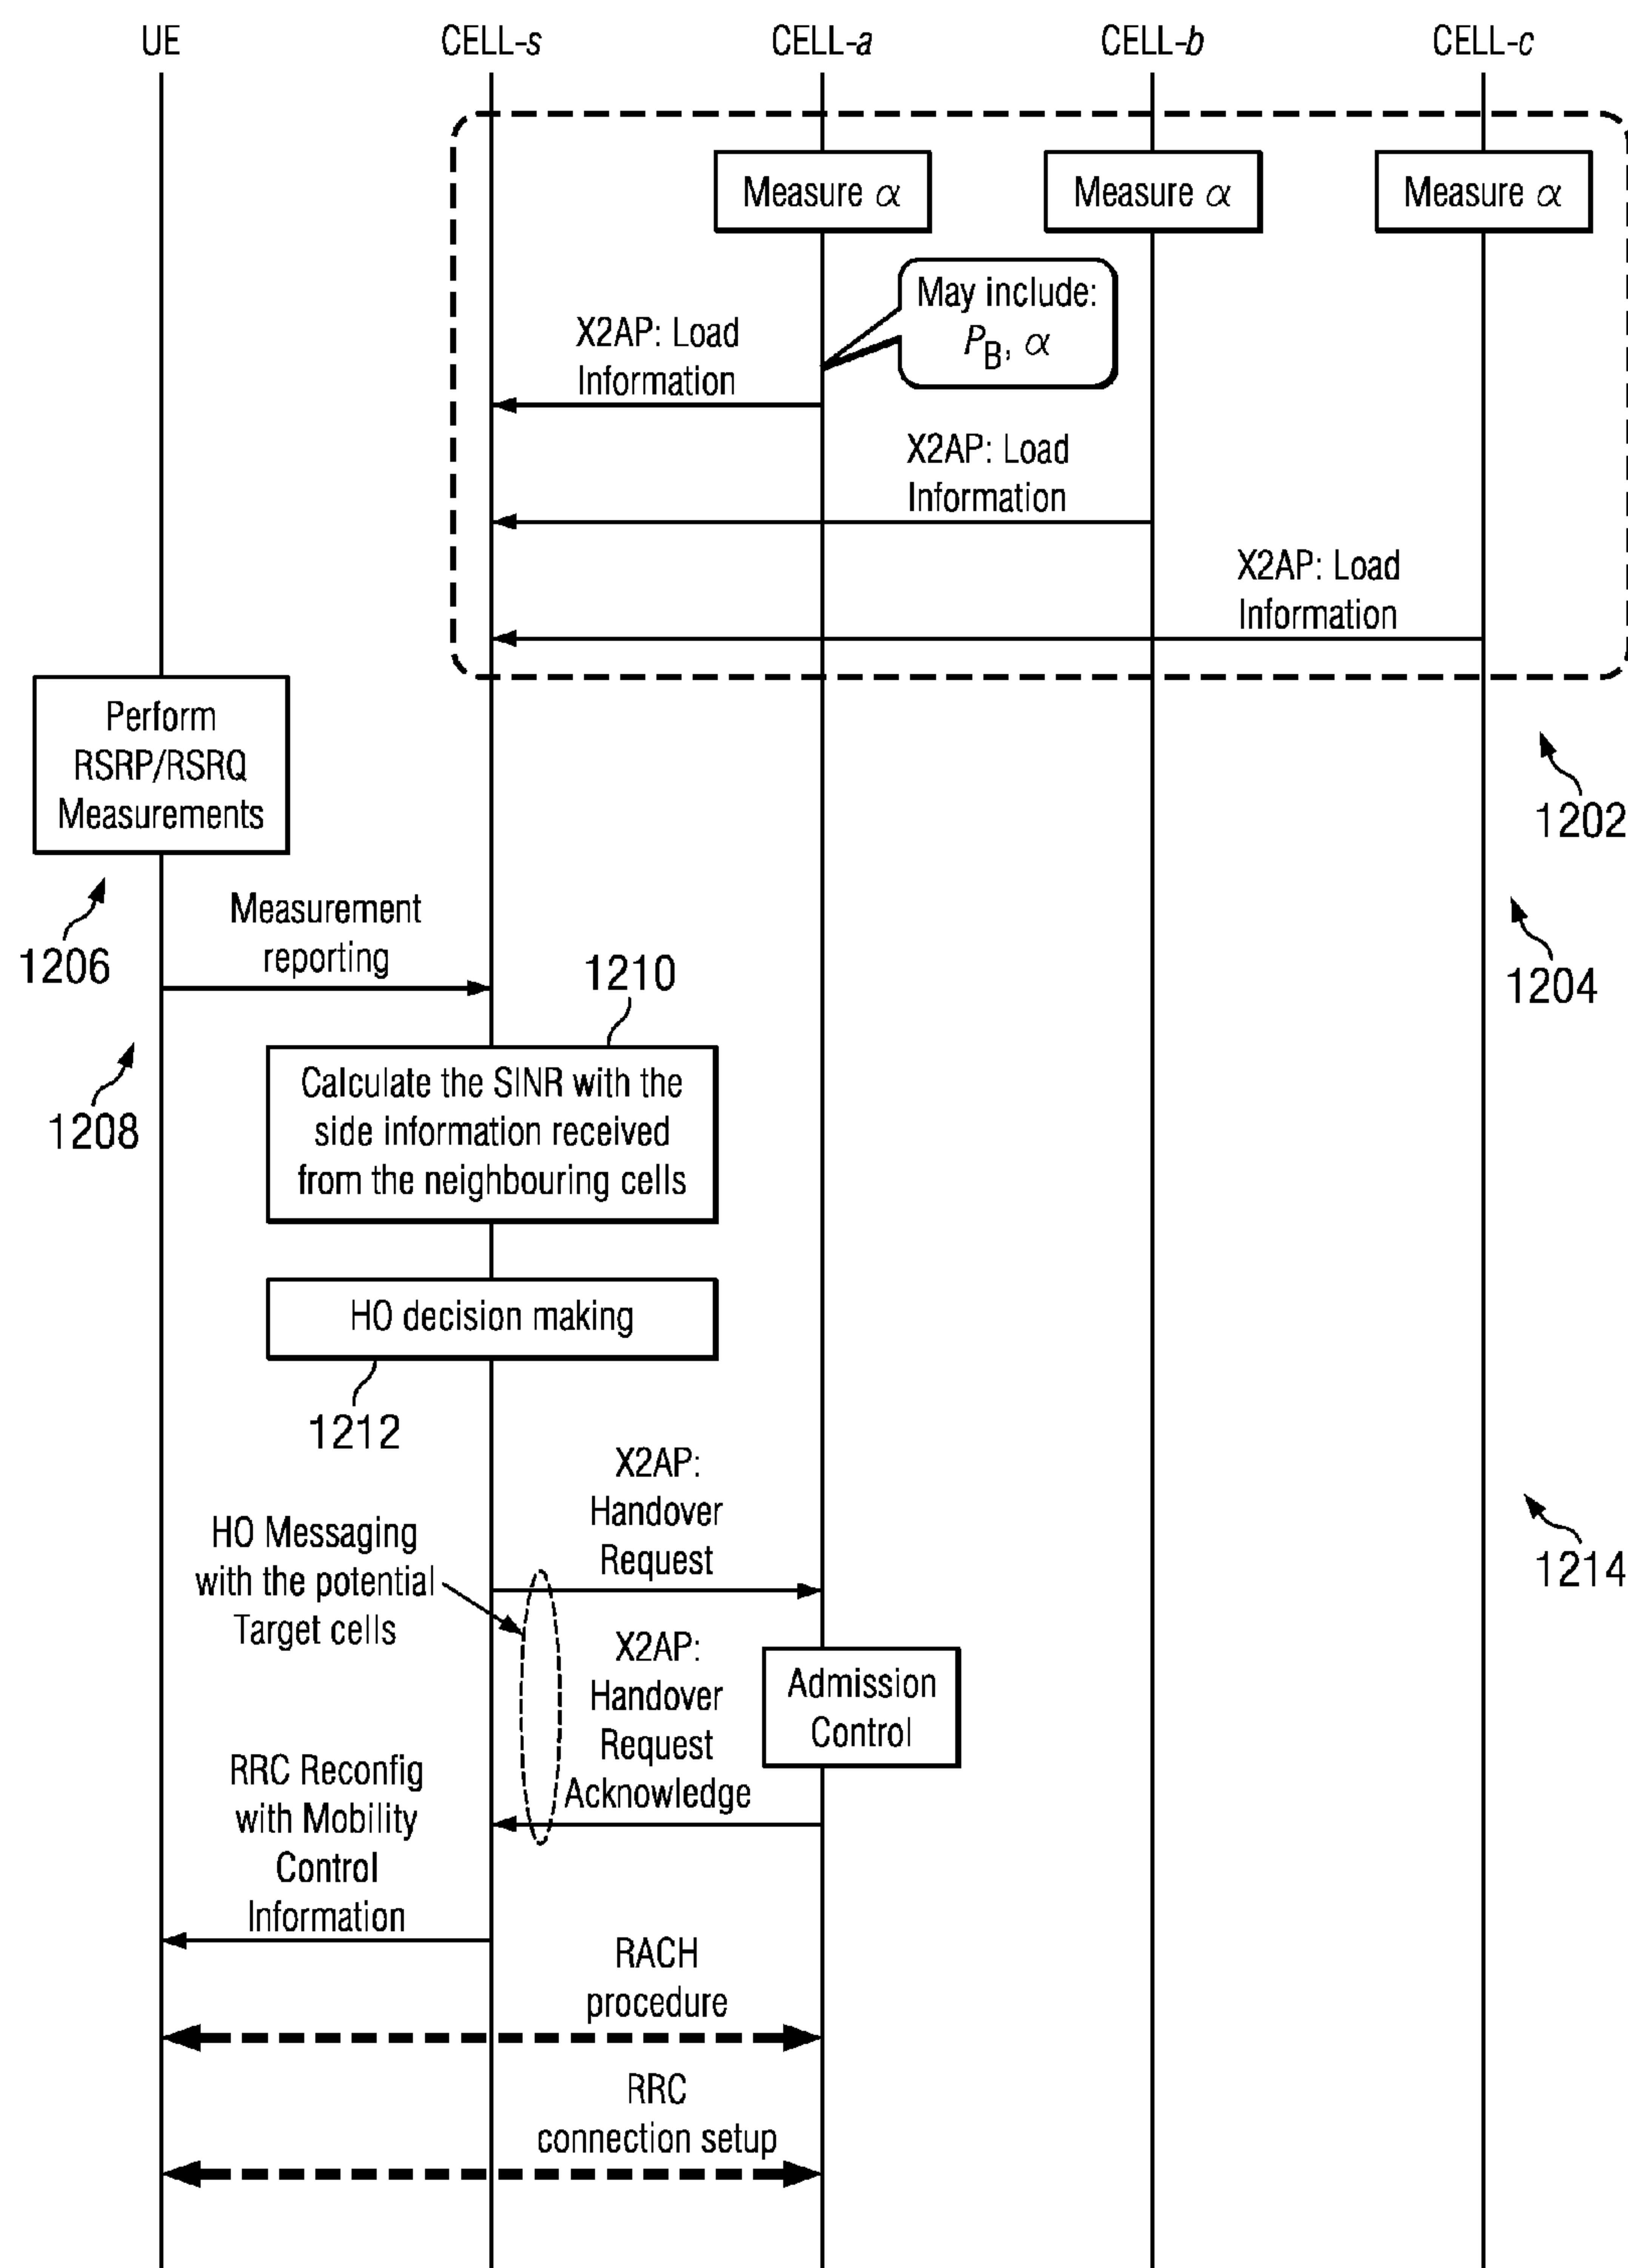 UE CELL-s CELL-a CELL-b CELL-c
Measure α Measure α Measure α
May include:
P_B, α
X2AP: Load
Information
X2AP: Load
Information
X2AP: Load
Information
Perform
RSRP/RSRQ
Measurements
1202
1206
Measurement
reporting
1204
1210
1208
Calculate the SINR with the
side information received
from the neighbouring cells
HO decision making
1212
X2AP:
Handover
Request
1214
HO Messaging
with the potential
Target cells
X2AP:
Handover
Request
Acknowledge
Admission
Control
RRC Reconfig
with Mobility
Control
Information
RACH
procedure
RRC
connection setup